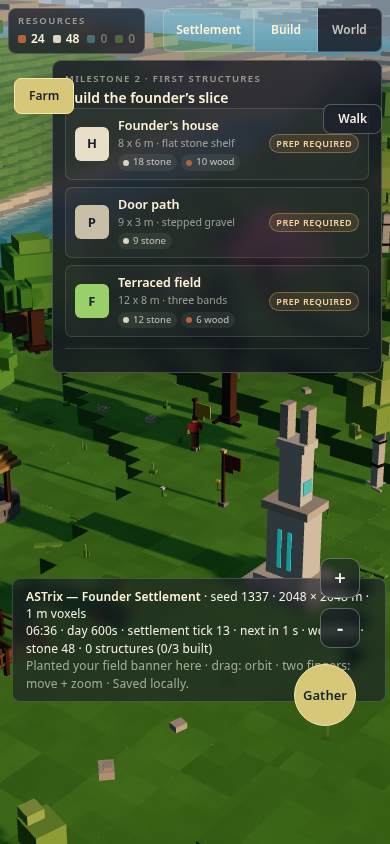 RESOURCES
24 48 0 0
Settlement Build World
MILESTONE 2 · FIRST STRUCTURES
Farm
uild the founder's slice
Walk
H
Founder's house
8 x 6 m · flat stone shelf
18 stone 10 wood
PREP REQUIRED
P
Door path
9 x 3 m · stepped gravel
9 stone
PREP REQUIRED
F
Terraced field
12 x 8 m · three bands
12 stone 6 wood
PREP REQUIRED
+
-
ASTrix — Founder Settlement · seed 1337 · 2048 × 2048 m ·
1 m voxels
06:36 · day 600s · settlement tick 13 · next in 1 s ·
stone 48 · 0 structures (0/3 built)
Planted your field banner here · drag: orbit · two fingers:
move + zoom · Saved locally.
Gather